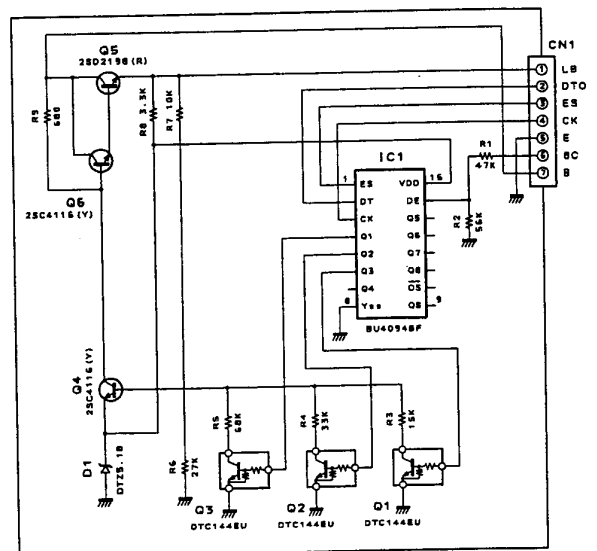 Q5
2SD2198 (R)
CN1
1 LB
2 DTO
3 ES
4 CK
5 E
6 BC
7 B
R9
680
R8 3.3K
R7 10K
R1
47K
R2
56K
IC1
1 ES
DT
CK
Q1
Q2
Q3
Q4
8 Vss
VDD 16
DE
Q5
Q6
Q7
Q8
QS
QS 9
BU4094BF
Q6
2SC4116 (Y)
Q4
2SC4116 (Y)
D1
DTZ5.1B
R6
27K
R5
68K
R4
33K
R3
15K
Q3
DTC144EU
Q2
DTC144EU
Q1
DTC144EU